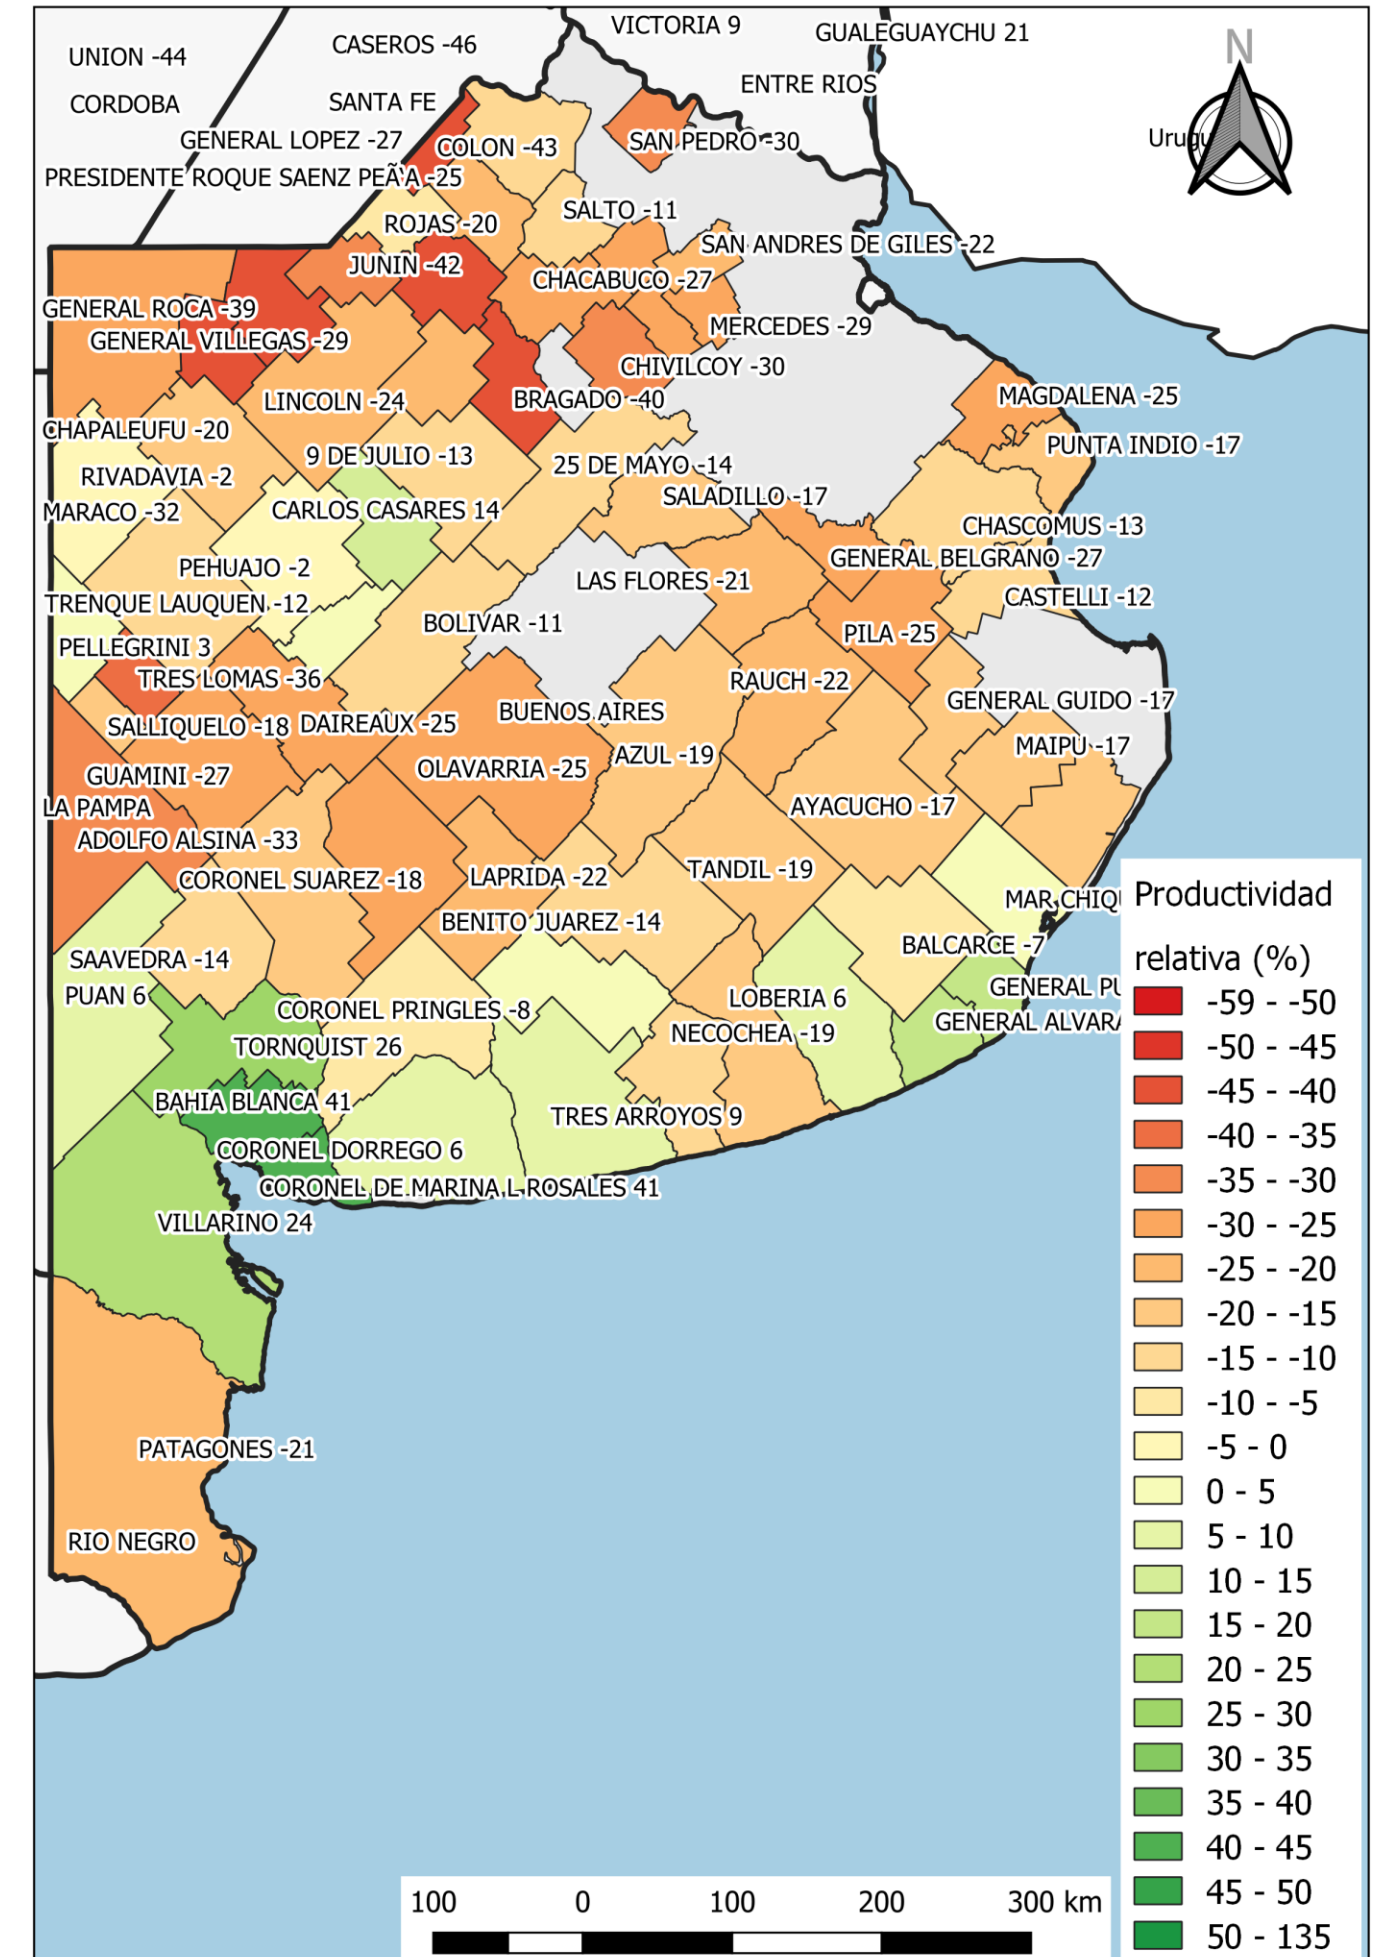 VICTORIA 9
GUALEGUAYCHU 21
UNION -44
CASEROS -46
N
ENTRE RIOS
CORDOBA
SANTA FE
GENERAL LOPEZ -27
COLON -43
SAN PEDRO -30
Urugu
PRESIDENTE ROQUE SAENZ PEÃ'A -25
ROJAS -20
SALTO -11
SAN ANDRES DE GILES -22
JUNIN -42
CHACABUCO -27
GENERAL ROCA -39
GENERAL VILLEGAS -29
MERCEDES -29
CHIVILCOY -30
LINCOLN -24
BRAGADO -40
MAGDALENA -25
CHAPALEUFU -20
PUNTA INDIO -17
9 DE JULIO -13
25 DE MAYO -14
RIVADAVIA -2
SALADILLO -17
MARACO -32
CARLOS CASARES 14
CHASCOMUS -13
GENERAL BELGRANO -27
PEHUAJO -2
LAS FLORES -21
CASTELLI -12
TRENQUE LAUQUEN -12
BOLIVAR -11
PILA -25
PELLEGRINI 3
TRES LOMAS -36
RAUCH -22
GENERAL GUIDO -17
SALLIQUELO -18
DAIREAUX -25
BUENOS AIRES
MAIPU -17
AZUL -19
GUAMINI -27
OLAVARRIA -25
LA PAMPA
AYACUCHO -17
ADOLFO ALSINA -33
CORONEL SUAREZ -18
LAPRIDA -22
TANDIL -19
MAR CHIQU
BENITO JUAREZ -14
BALCARCE -7
SAAVEDRA -14
PUAN 6
CORONEL PRINGLES -8
LOBERIA 6
GENERAL PU
NECOCHEA -19
GENERAL ALVARA
TORNQUIST 26
BAHIA BLANCA 41
TRES ARROYOS 9
CORONEL DORREGO 6
CORONEL DE MARINA L ROSALES 41
VILLARINO 24
PATAGONES -21
RIO NEGRO
Productividad
relativa (%)
-59 - -50
-50 - -45
-45 - -40
-40 - -35
-35 - -30
-30 - -25
-25 - -20
-20 - -15
-15 - -10
-10 - -5
-5 - 0
0 - 5
5 - 10
10 - 15
15 - 20
20 - 25
25 - 30
30 - 35
35 - 40
40 - 45
45 - 50
50 - 135
100 0 100 200 300 km